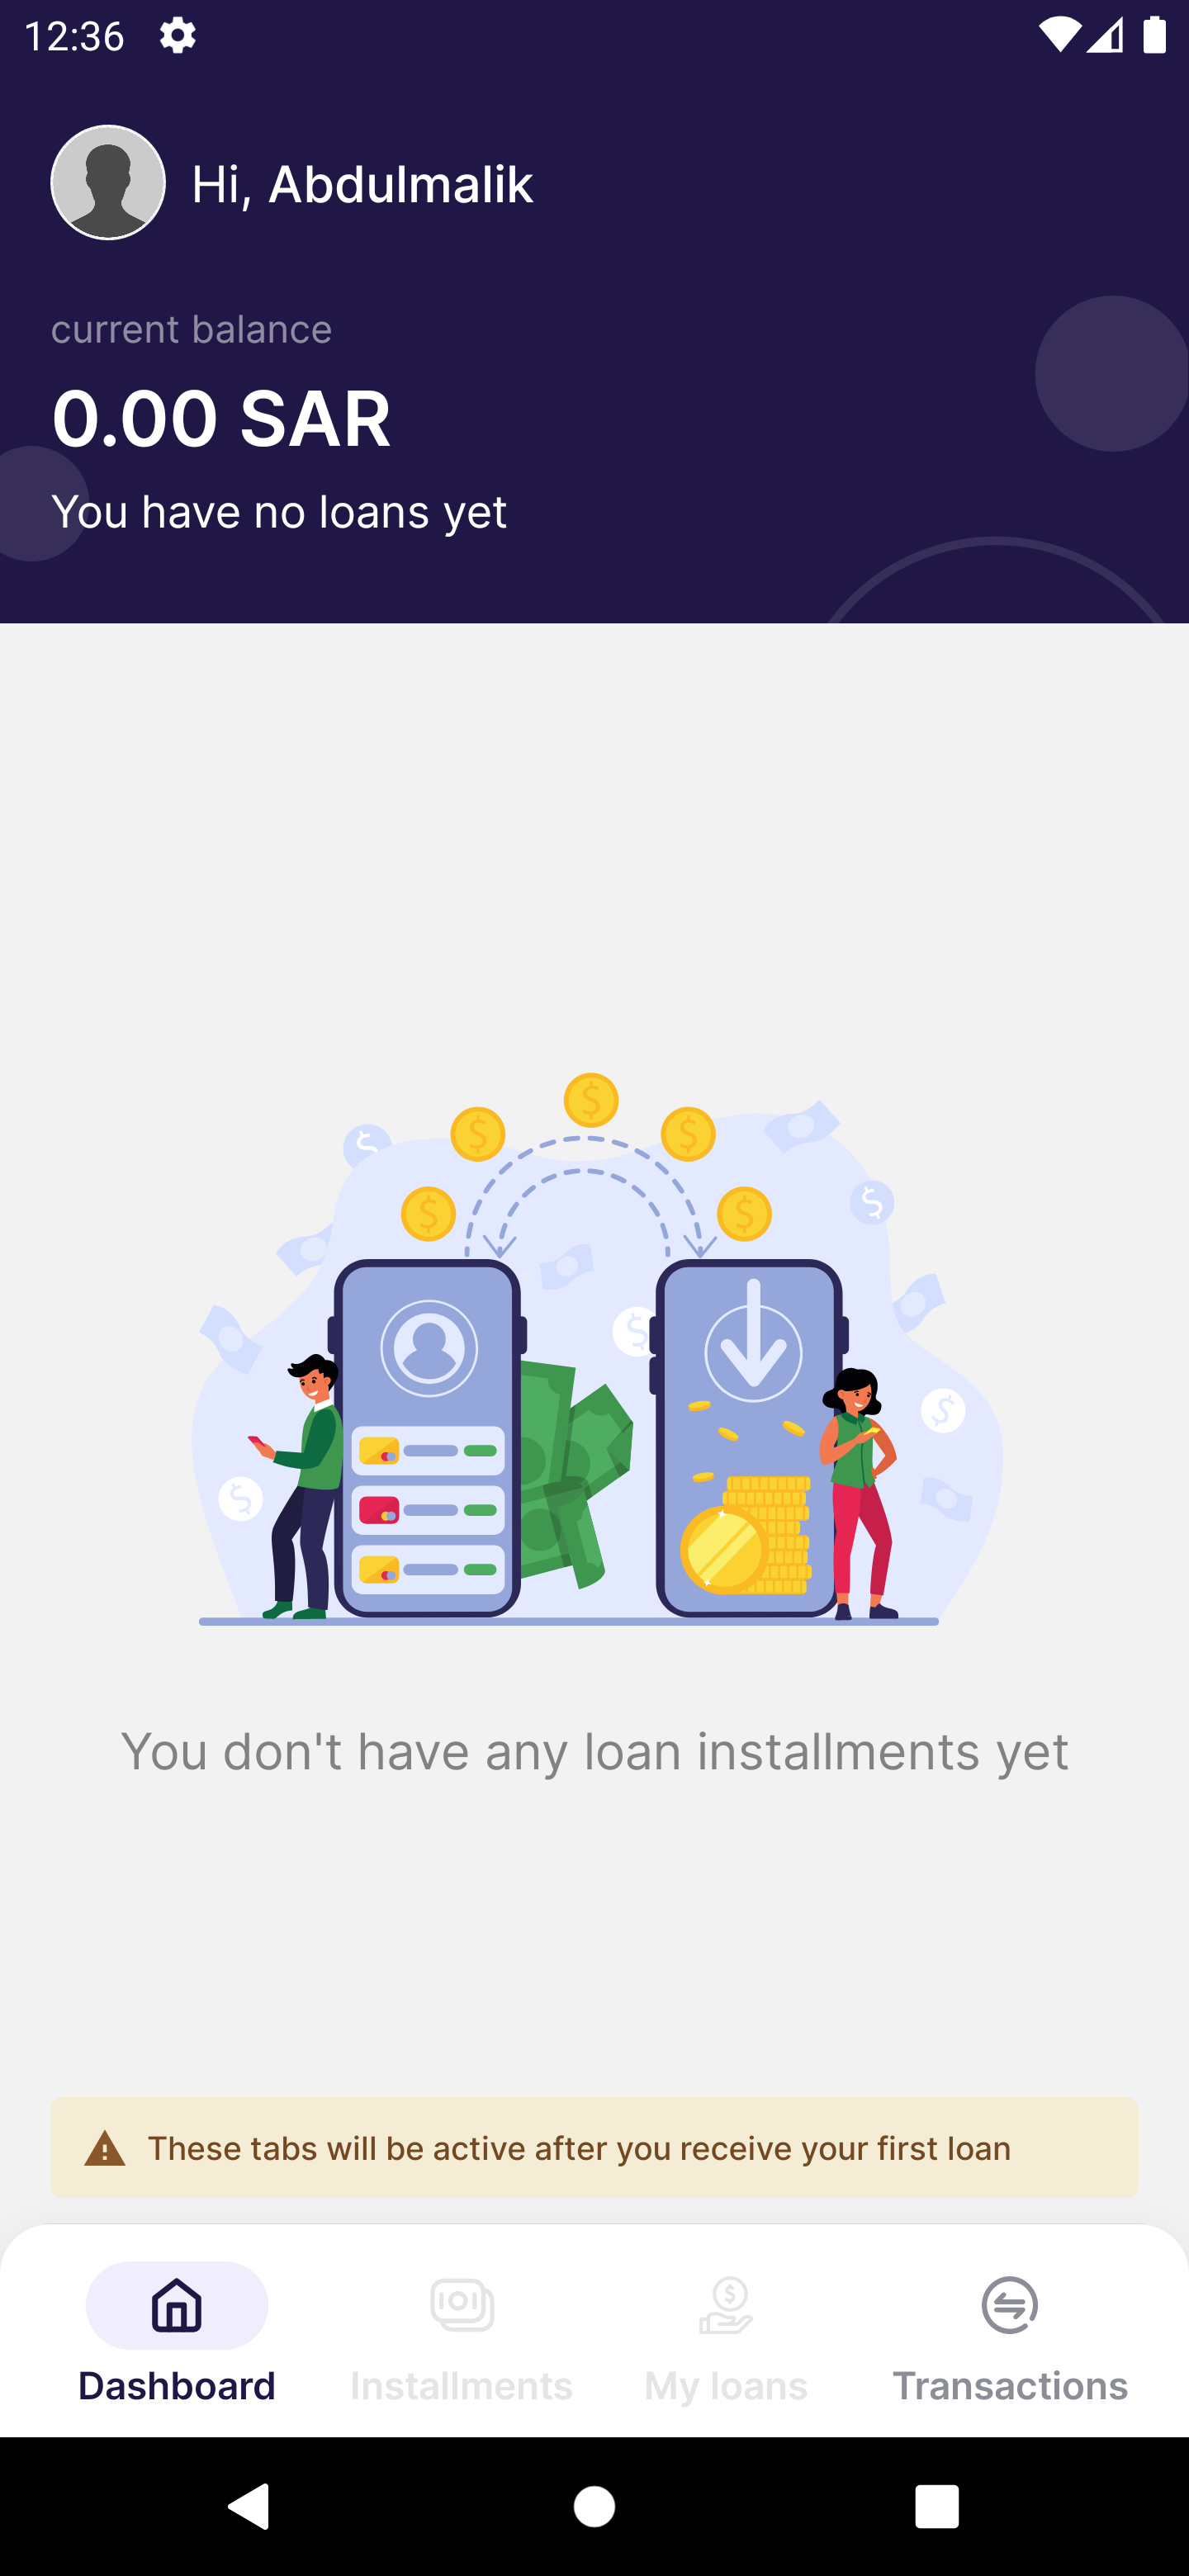 12:36
Hi, Abdulmalik
current balance
0.00 SAR
You have no loans yet
You don't have any loan installments yet
These tabs will be active after you receive your first loan
Dashboard Installments My loans Transactions